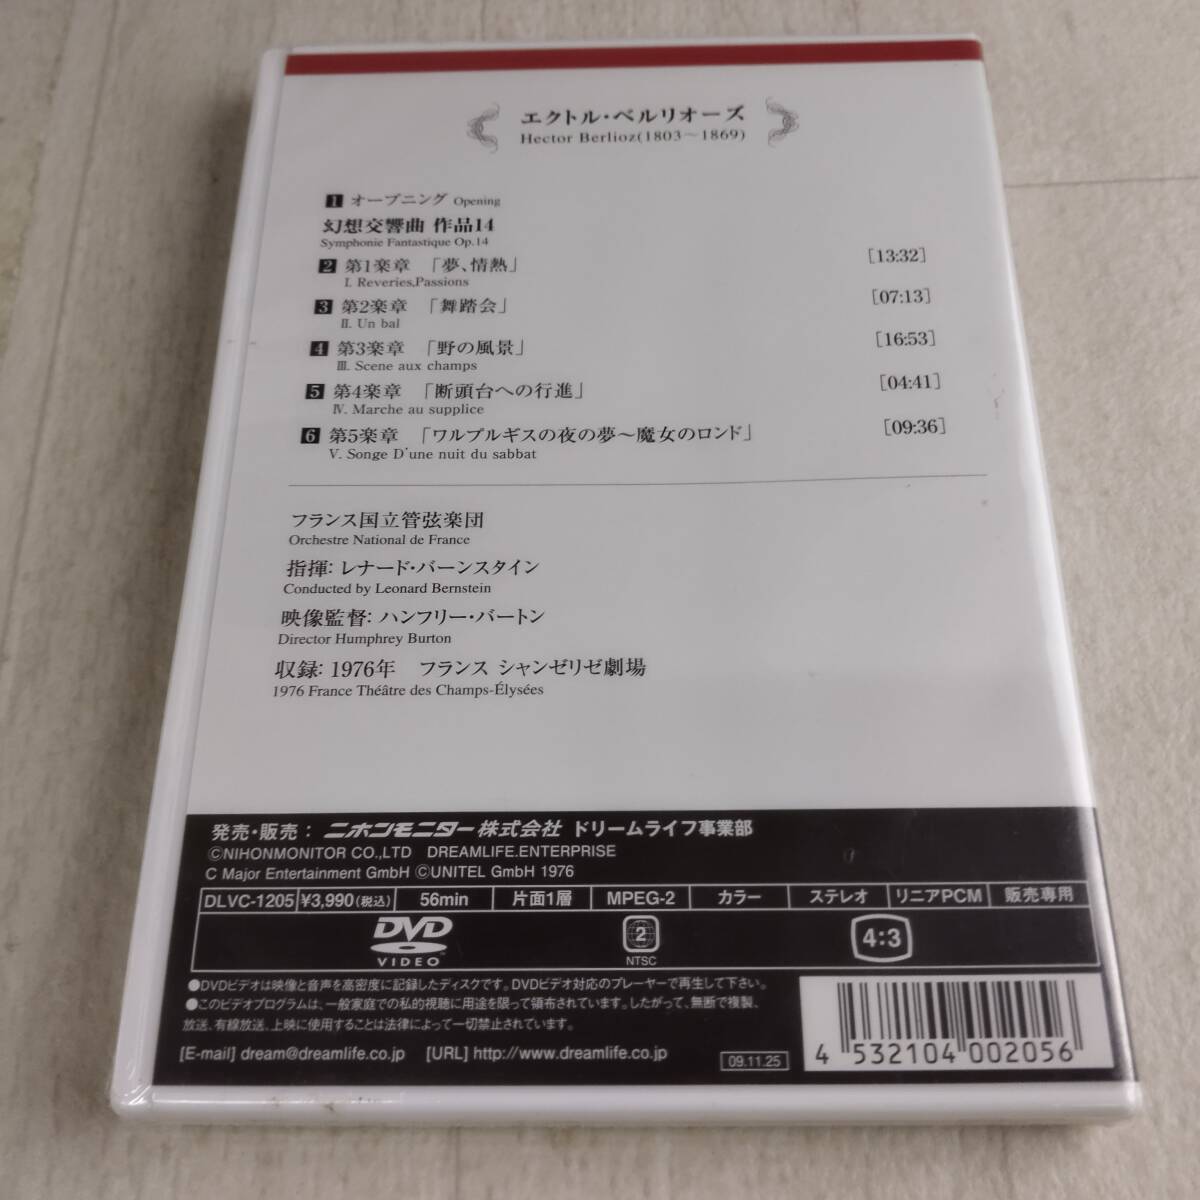 エクトル・ベルリオーズ
Hector Berlioz(1803〜1869)
1 オープニング Opening
幻想交響曲 作品14
Symphonie Fantastique Op.14
2 第1楽章 「夢、情熱」 [13:32]
I. Reveries,Passions
3 第2楽章 「舞踏会」 [07:13]
II. Un bal
4 第3楽章 「野の風景」 [16:53]
III. Scene aux champs
5 第4楽章 「断頭台への行進」 [04:41]
IV. Marche au supplice
6 第5楽章 「ワルプルギスの夜の夢〜魔女のロンド」 [09:36]
V. Songe D'une nuit du sabbat
フランス国立管弦楽団
Orchestre National de France
指揮: レナード・バーンスタイン
Conducted by Leonard Bernstein
映像監督: ハンフリー・バートン
Director Humphrey Burton
収録: 1976年 フランス シャンゼリゼ劇場
1976 France Théâtre des Champs-Élysées
発売・販売: ニホンモニター株式会社 ドリームライフ事業部
©NIHONMONITOR CO.,LTD DREAMLIFE.ENTERPRISE
C Major Entertainment GmbH ©UNITEL GmbH 1976
DLVC-1205 ¥3,990(税込) 56min 片面1層 MPEG-2 カラー ステレオ リニアPCM 販売専用
DVD VIDEO 2 NTSC 4:3
●DVDビデオは映像と音声を高密度に記録したディスクです。DVDビデオ対応のプレーヤーで再生して下さい。
●このビデオプログラムは、一般家庭での私的視聴に用途を限って頒布されています。したがって、無断で複製、
放送、有線放送、上映に使用することは法律によって一切禁止されています。
[E-mail] dream@dreamlife.co.jp [URL] http://www.dreamlife.co.jp
09.11.25
4 532104 002056